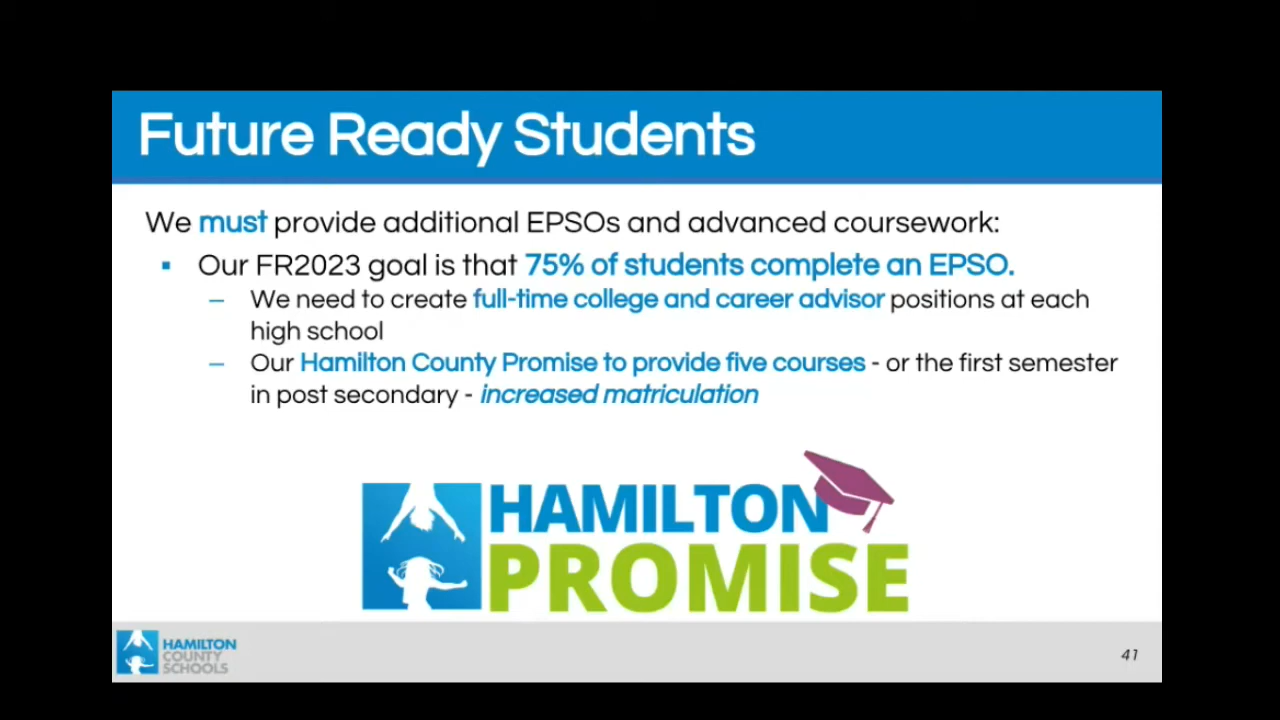 Future Ready Students
We must provide additional EPSOs and advanced coursework:
▪ Our FR2023 goal is that 75% of students complete an EPSO.
– We need to create full-time college and career advisor positions at each
high school
– Our Hamilton County Promise to provide five courses - or the first semester
in post secondary - increased matriculation
HAMILTON
PROMISE
HAMILTON
COUNTY
SCHOOLS
41